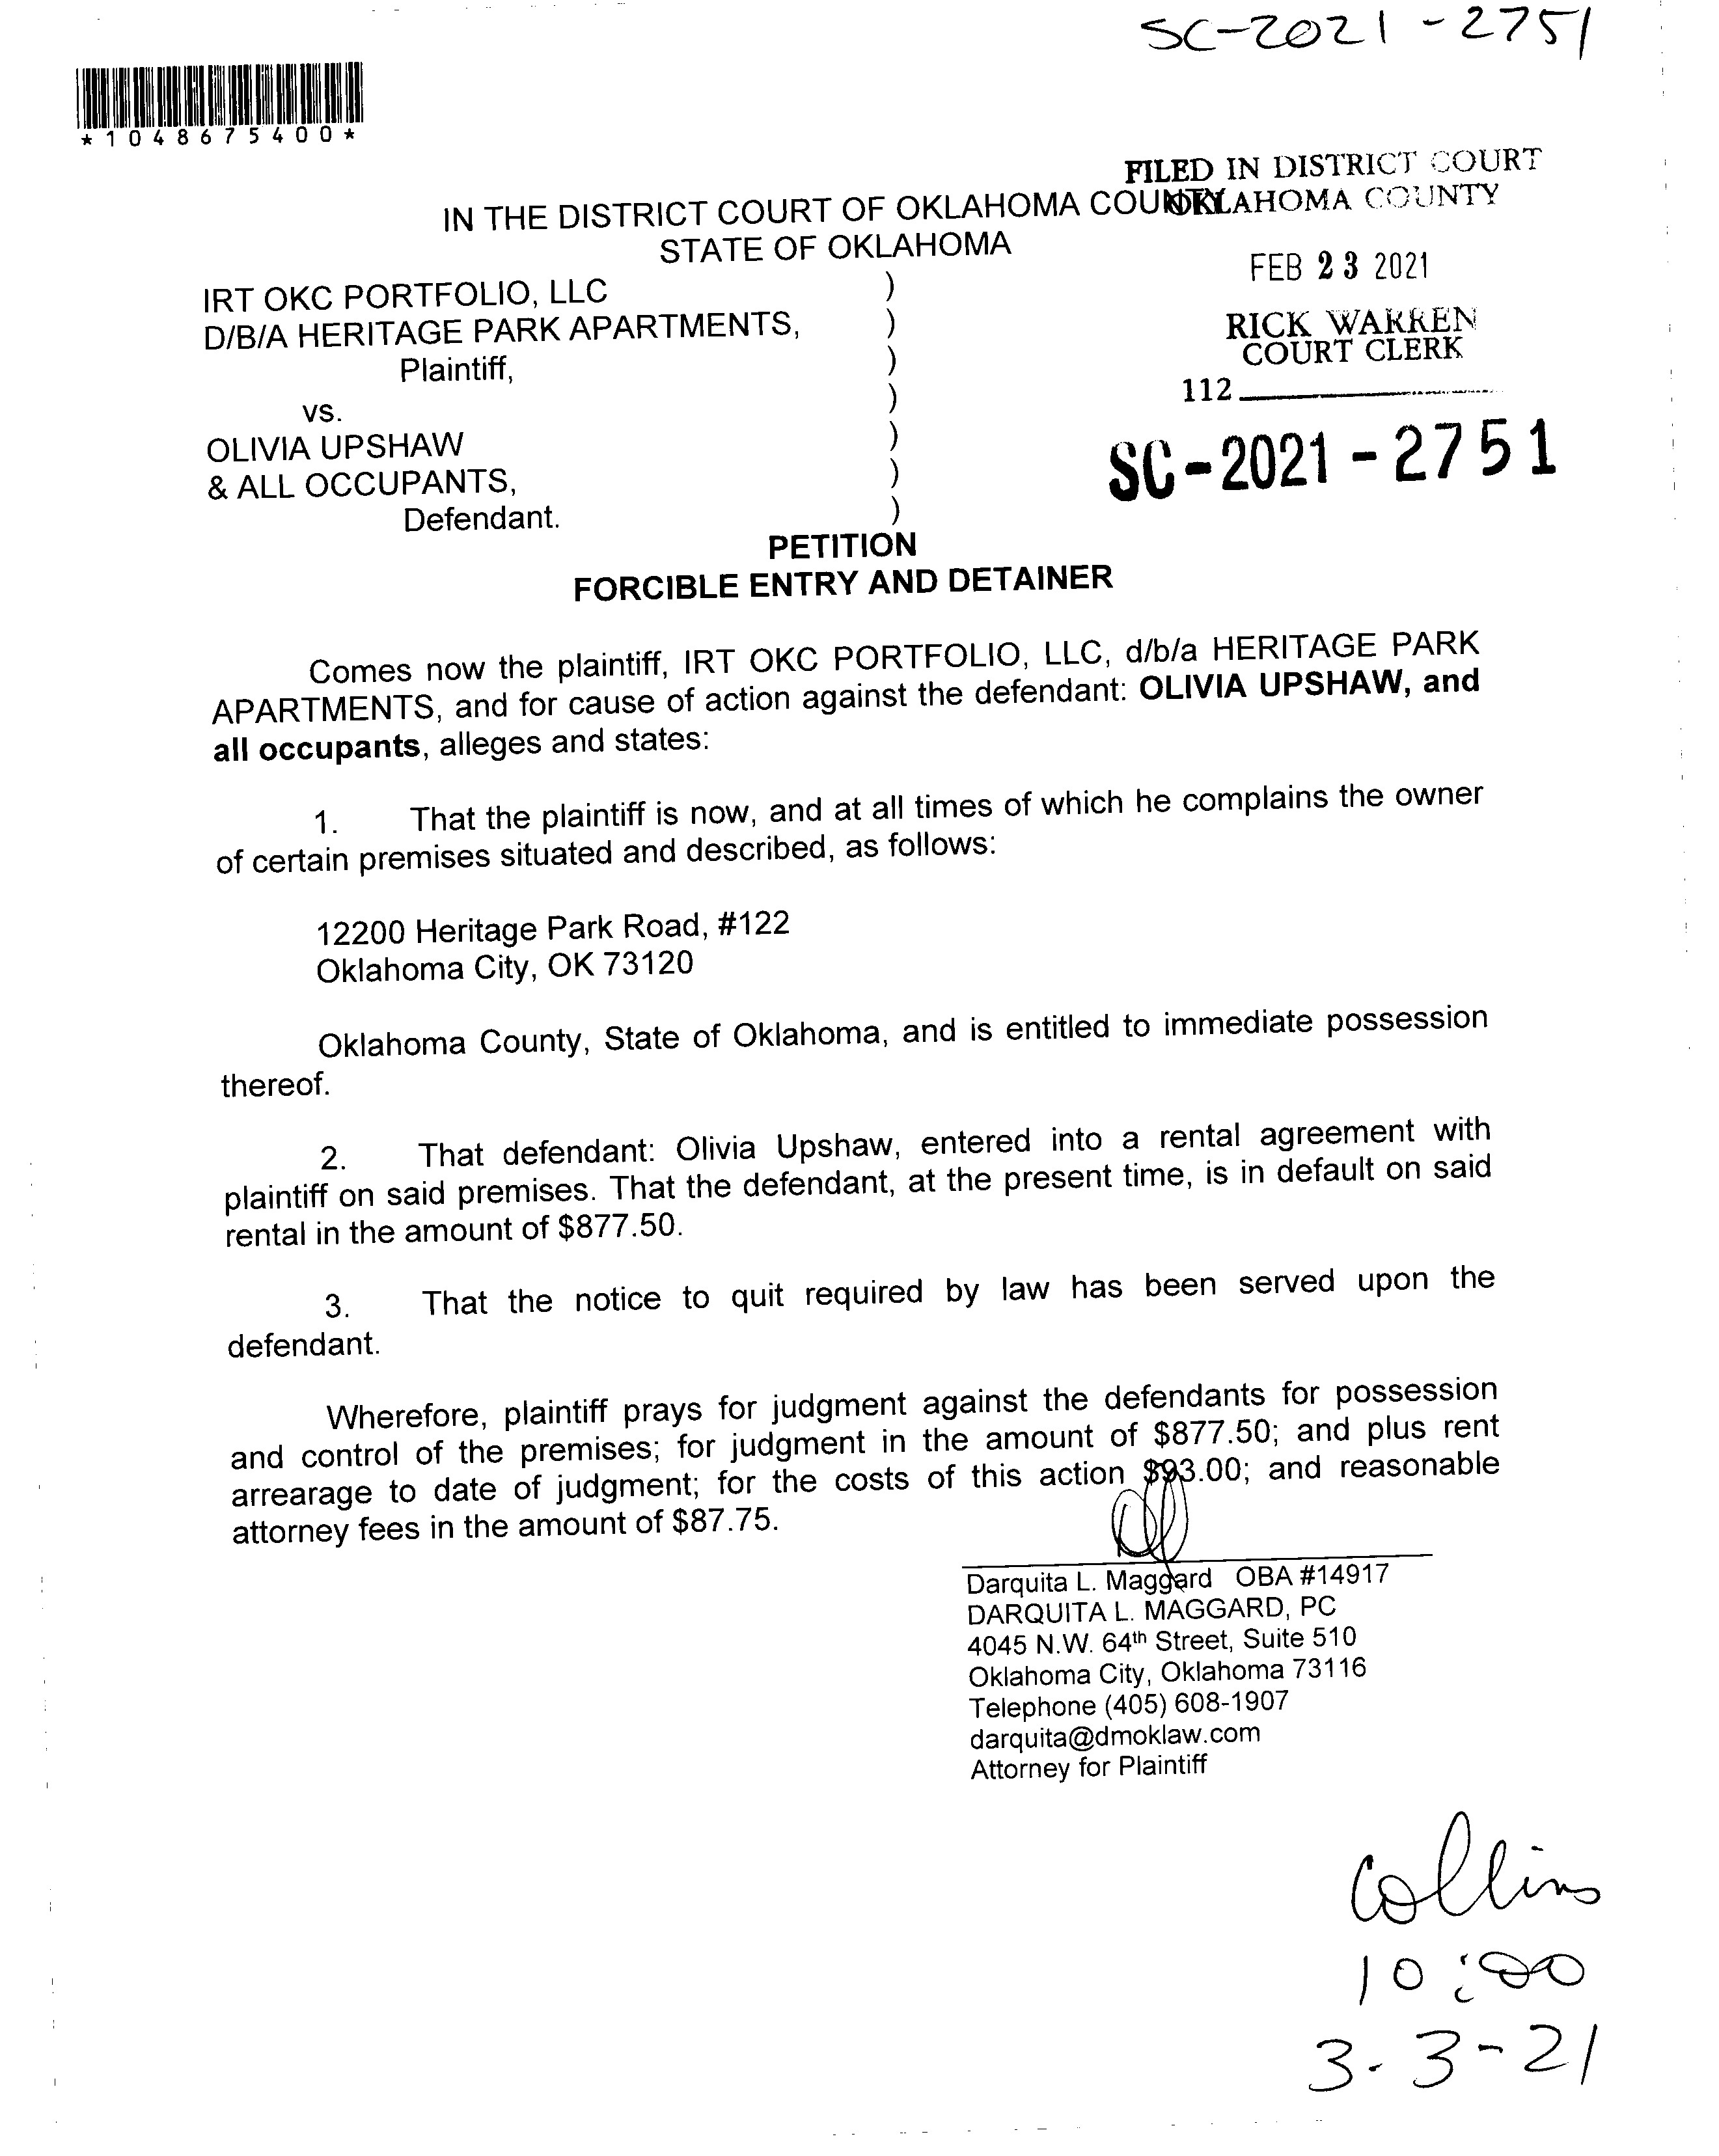 SC-2021-2751
*1048675400*
FILED IN DISTRICT COURT
OKLAHOMA COUNTY
IN THE DISTRICT COURT OF OKLAHOMA COUNTY
STATE OF OKLAHOMA
FEB 23 2021
IRT OKC PORTFOLIO, LLC )
D/B/A HERITAGE PARK APARTMENTS, )
RICK WARREN
COURT CLERK
Plaintiff, )
112
vs. )
OLIVIA UPSHAW )
SC-2021-2751
& ALL OCCUPANTS, )
Defendant. )
PETITION
FORCIBLE ENTRY AND DETAINER
Comes now the plaintiff, IRT OKC PORTFOLIO, LLC, d/b/a HERITAGE PARK
APARTMENTS, and for cause of action against the defendant: OLIVIA UPSHAW, and
all occupants, alleges and states:
1. That the plaintiff is now, and at all times of which he complains the owner
of certain premises situated and described, as follows:
12200 Heritage Park Road, #122
Oklahoma City, OK 73120
Oklahoma County, State of Oklahoma, and is entitled to immediate possession
thereof.
2. That defendant: Olivia Upshaw, entered into a rental agreement with
plaintiff on said premises. That the defendant, at the present time, is in default on said
rental in the amount of $877.50.
3. That the notice to quit required by law has been served upon the
defendant.
Wherefore, plaintiff prays for judgment against the defendants for possession
and control of the premises; for judgment in the amount of $877.50; and plus rent
arrearage to date of judgment; for the costs of this action $93.00; and reasonable
attorney fees in the amount of $87.75.
Darquita L. Maggard OBA #14917
DARQUITA L. MAGGARD, PC
4045 N.W. 64th Street, Suite 510
Oklahoma City, Oklahoma 73116
Telephone (405) 608-1907
darquita@dmoklaw.com
Attorney for Plaintiff
Collins
10:00
3-3-21